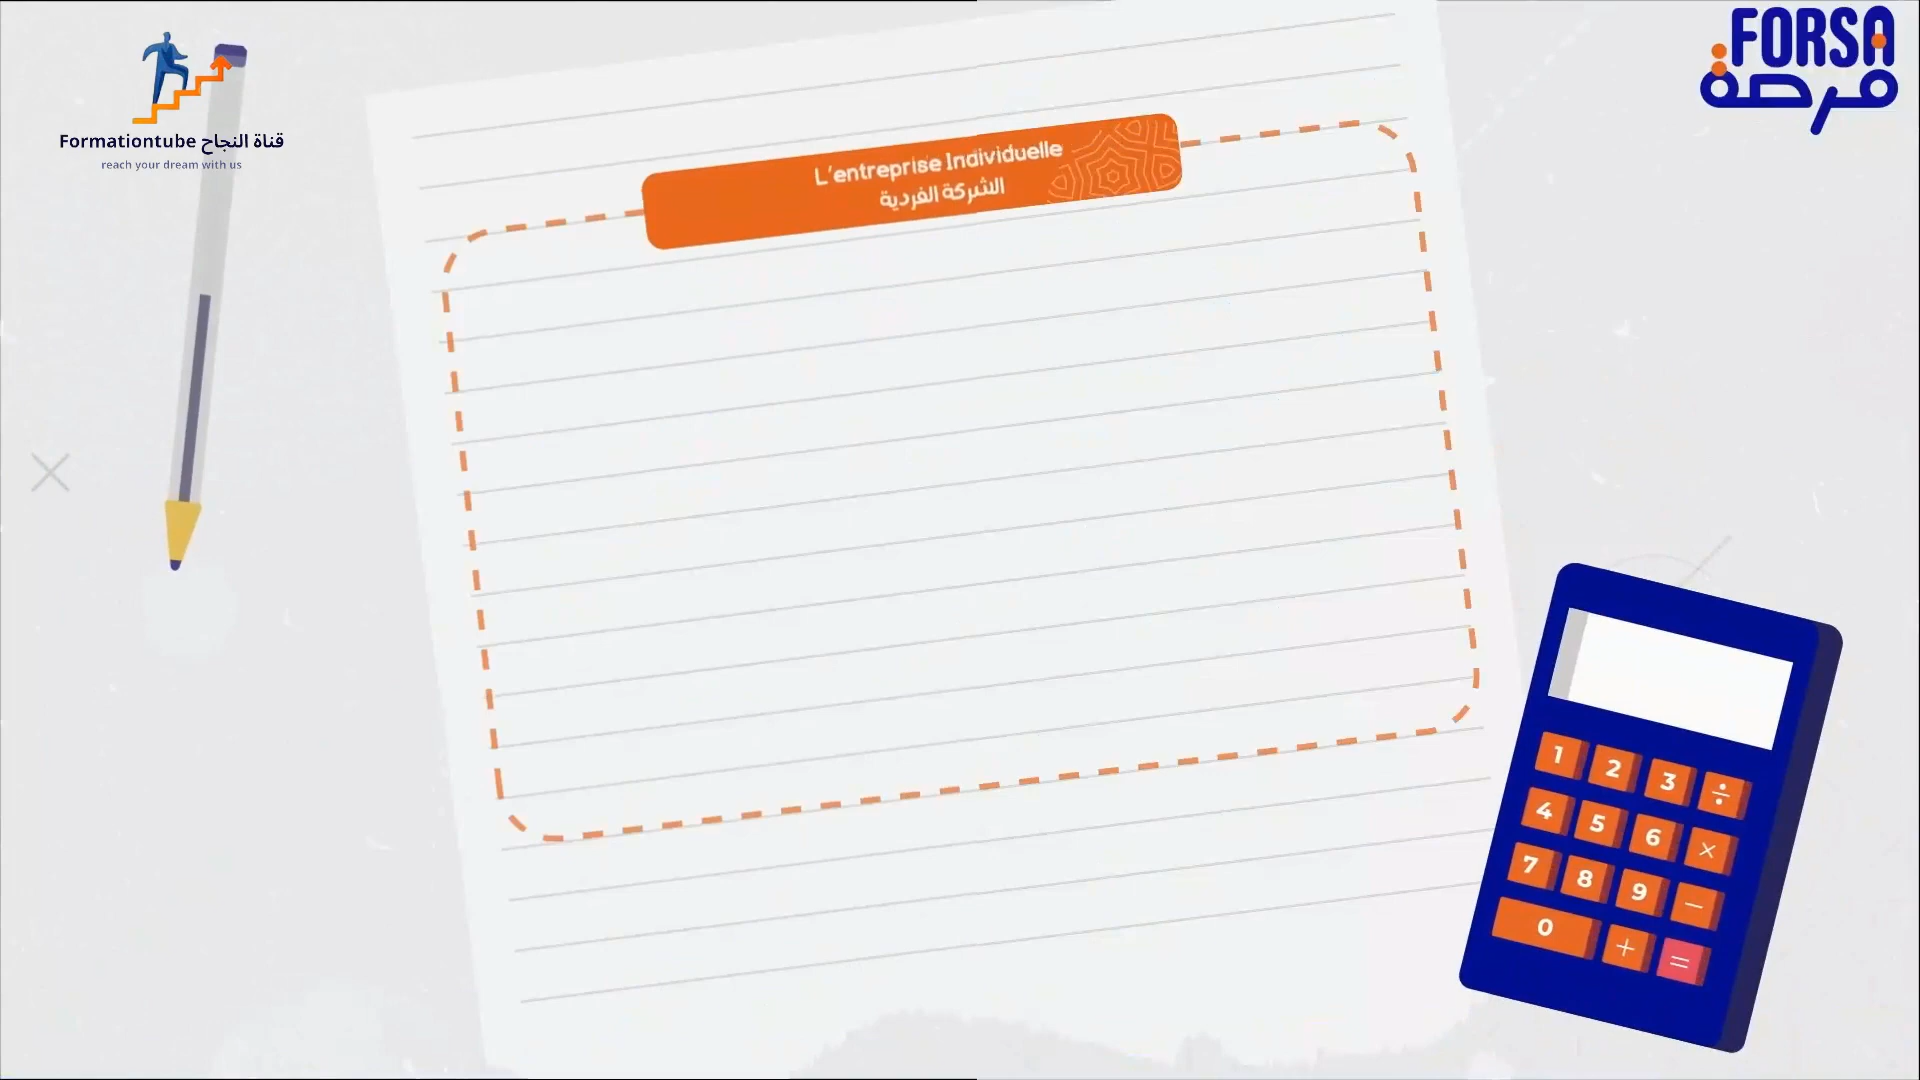 Formationtube قناة النجاح
reach your dream with us
FORSA
فرصة
L'entreprise Individuelle
الشركة الفردية
1 2 3 ÷
4 5 6 ×
7 8 9 −
0 + =